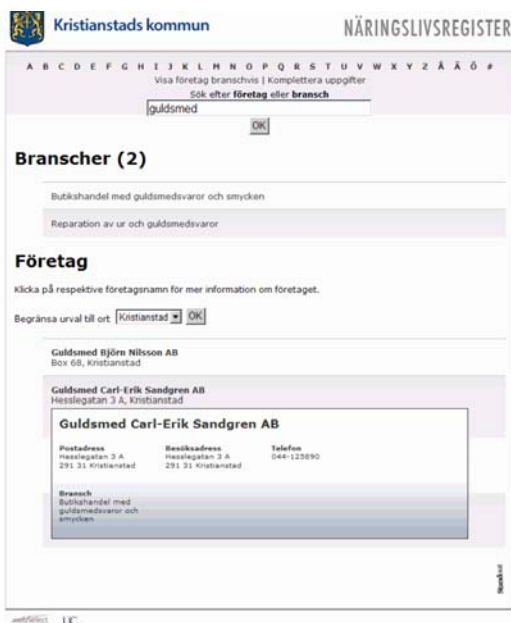 Kristianstads kommun
NÄRINGSLIVSREGISTER
A B C D E F G H I J K L M N O P Q R S T U V W X Y Z Å Ä Ö #
Visa företag branschvis | Komplettera uppgifter
Sök efter företag eller bransch
guldsmed
OK
Branscher (2)
Butikshandel med guldsmedsvaror och smycken
Reparation av ur och guldsmedsvaror
Företag
Klicka på respektive företagsnamn för mer information om företaget.
Begränsa urval till ort Kristianstad OK
Guldsmed Björn Nilsson AB
Box 68, Kristianstad
Guldsmed Carl-Erik Sandgren AB
Hesslegatan 3 A, Kristianstad
Guldsmed Carl-Erik Sandgren AB
Postadress Besöksadress Telefon
Hesslegatan 3 A Hesslegatan 3 A 044-125890
291 31 Kristianstad 291 31 Kristianstad
Bransch
Butikshandel med
guldsmedsvaror och
smycken
UC